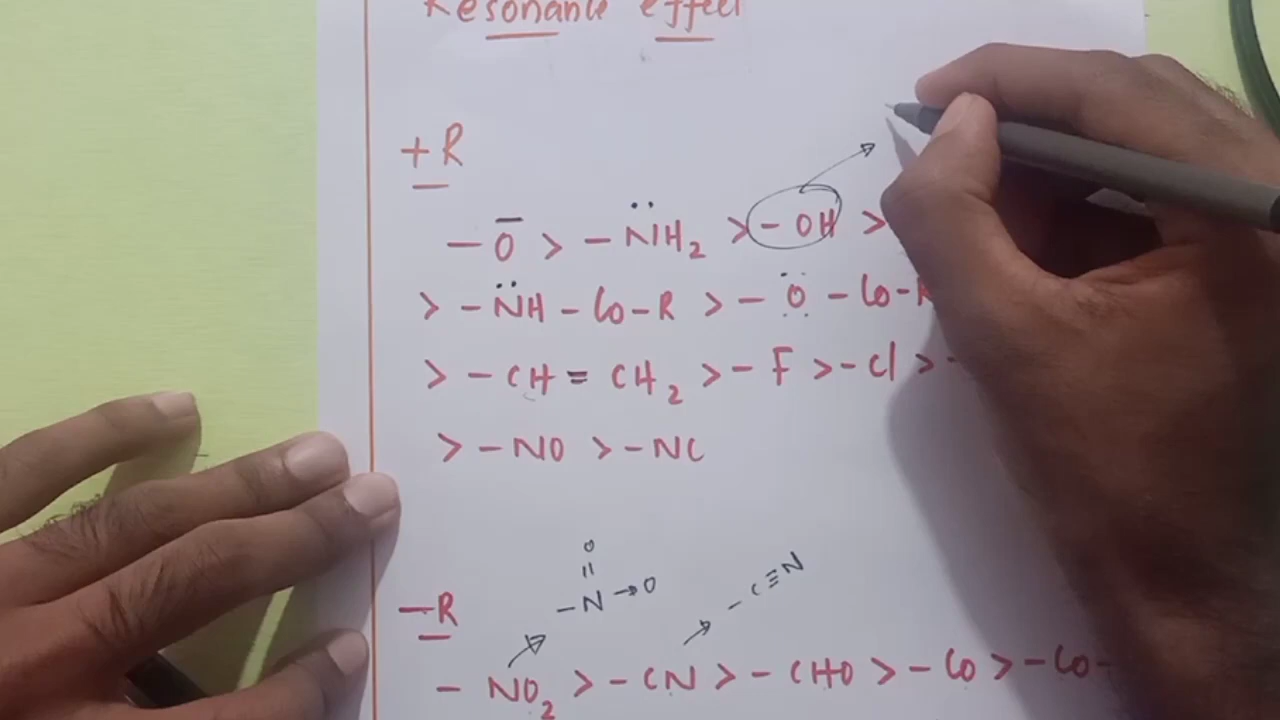 Resonance effect
+R
– Ō > – N̈H₂ > – OH >
> – N̈H – Co – R > – Ö – Co – R
> – CH = CH₂ > – F > – Cl > –
> – NO > – NC
O
||
– N → O
– C ≡ N
– R
– NO₂ > – CN > – CHO > – Co > – Co –